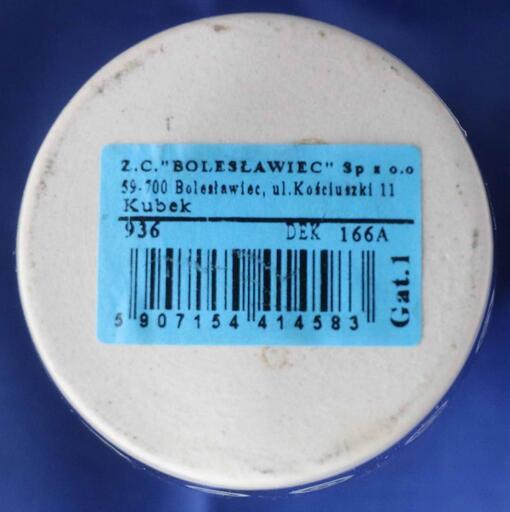 Z.C."BOLESŁAWIEC" Sp z o.o
59-700 Bolesławiec, ul.Kościuszki 11
Kubek
936 DEK 166A
5 907154 414583
Gat.1